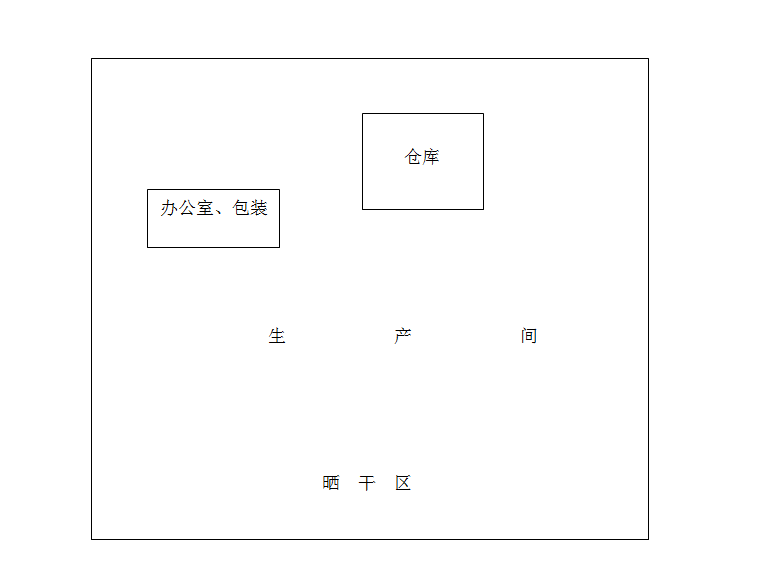 仓库
办公室、包装
生 产 间
晒 干 区